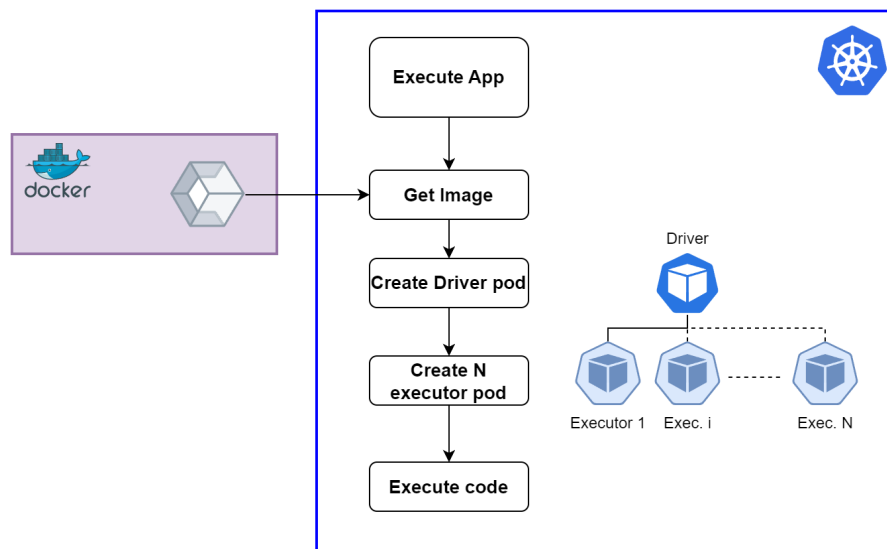 Execute App
docker
Get Image
Driver
Create Driver pod
Create N
executor pod
Executor 1
Exec. i
Exec. N
Execute code